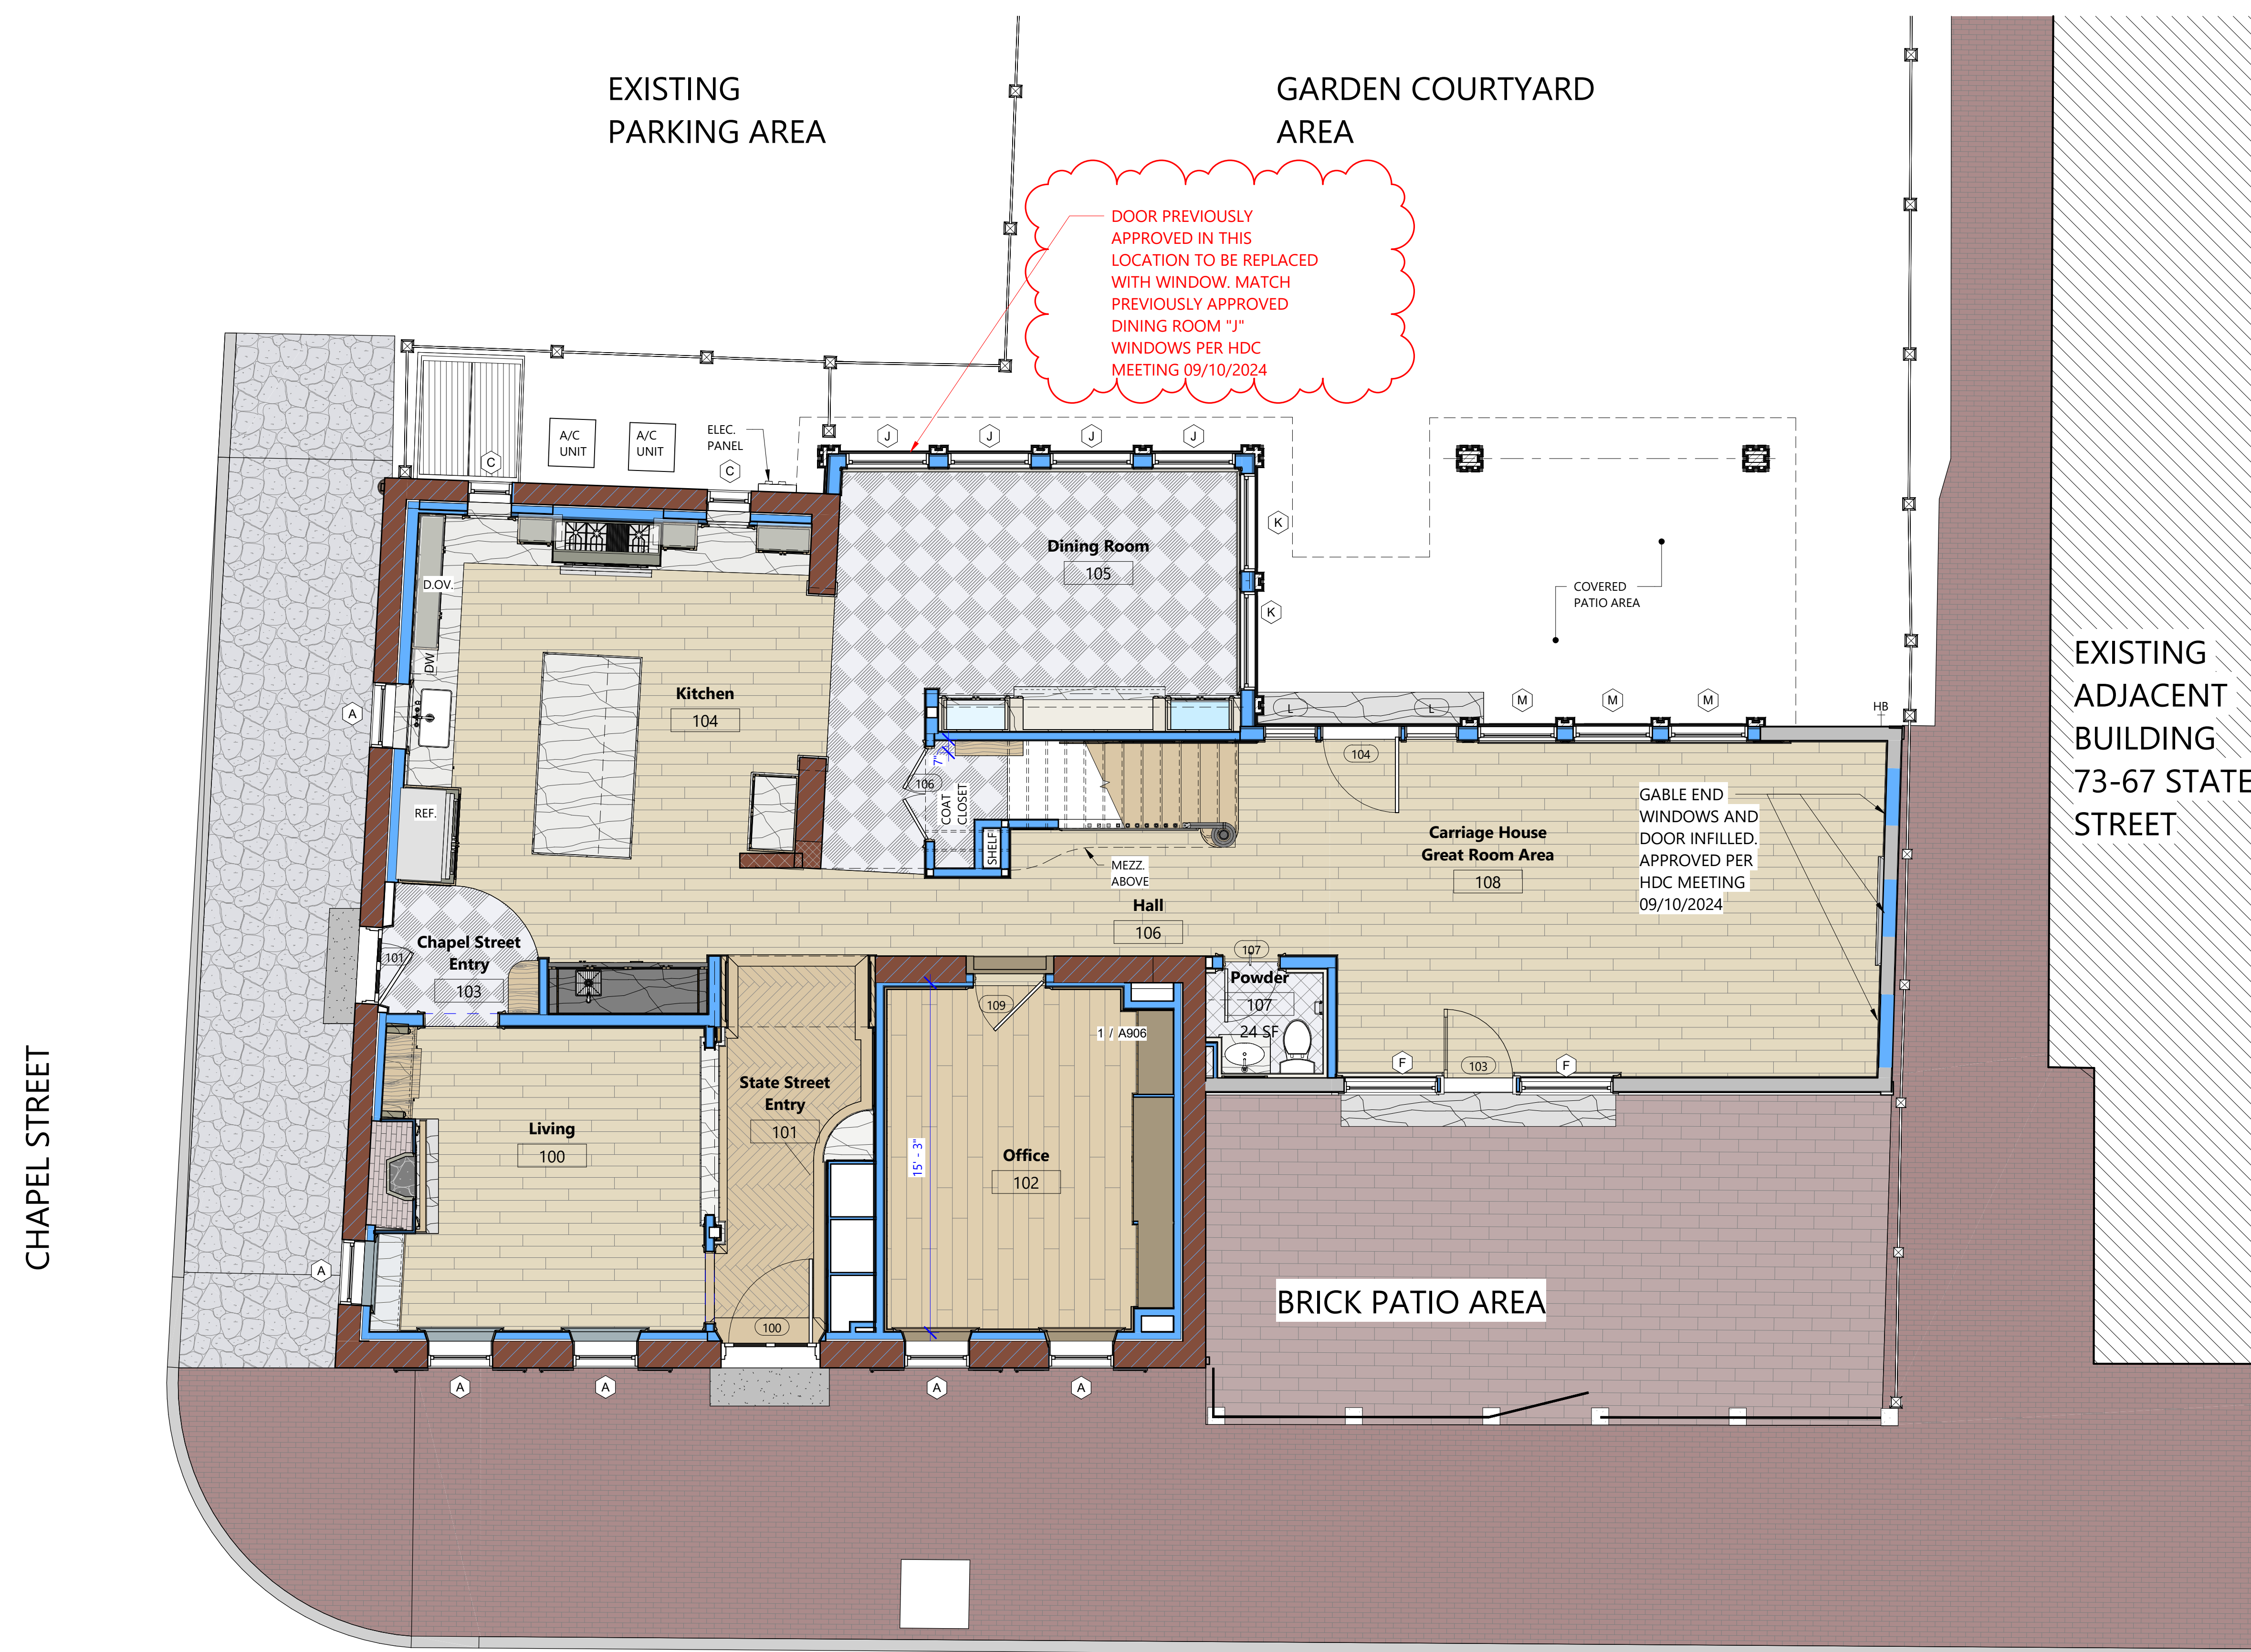 EXISTING
PARKING AREA
GARDEN COURTYARD
AREA
DOOR PREVIOUSLY
APPROVED IN THIS
LOCATION TO BE REPLACED
WITH WINDOW. MATCH
PREVIOUSLY APPROVED
DINING ROOM "J"
WINDOWS PER HDC
MEETING 09/10/2024
A/C
UNIT
A/C
UNIT
ELEC.
PANEL
C
C
J
J
J
J
K
K
Dining Room
105
COVERED
PATIO AREA
D.OV.
DW
Kitchen
104
A
REF.
L
L
M
M
M
HB
EXISTING
ADJACENT
BUILDING
73-67 STATE
STREET
7"
106
COAT
CLOSET
SHELF
104
MEZZ.
ABOVE
Carriage House
Great Room Area
108
GABLE END
WINDOWS AND
DOOR INFILLED.
APPROVED PER
HDC MEETING
09/10/2024
Hall
106
Chapel Street
Entry
103
101
107
Powder
107
24 SF
109
1 / A906
F
103
F
CHAPEL STREET
State Street
Entry
101
Living
100
15' - 3"
Office
102
A
BRICK PATIO AREA
100
A
A
A
A